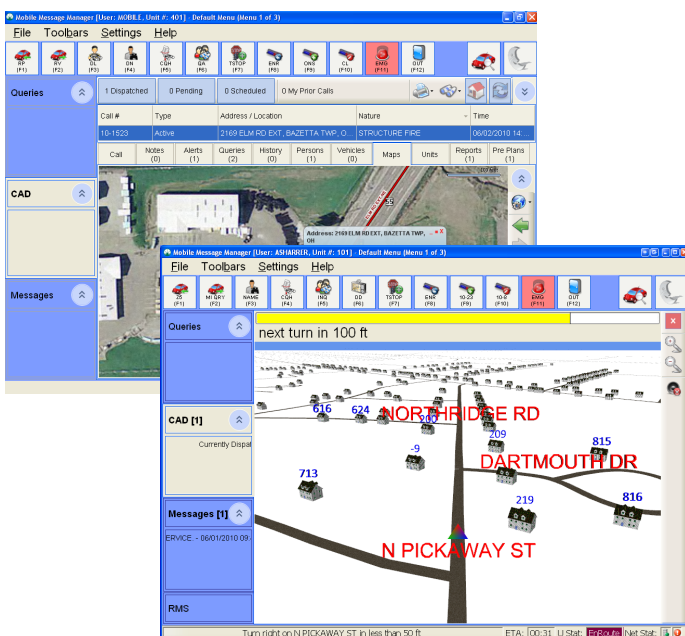 Mobile Message Manager [User: MOBILE, Unit #: 401] - Default Menu (Menu 1 of 3)
File Toolbars Settings Help
RP (F1) RV (F2) OL (F3) GN (F4) CQH (F5) QA (F6) TSTOP (F7) ENR (F8) ONS (F9) CL (F10) EMG (F11) OUT (F12)
Queries
1 Dispatched 0 Pending 0 Scheduled 0 My Prior Calls
Call # Type Address / Location Nature Time
10-1523 Active 2169 ELM RD EXT, BAZETTA TWP, O... STRUCTURE FIRE 06/02/2010 14:...
Call Notes (0) Alerts (1) Queries (2) History (0) Persons (1) Vehicles (0) Maps Units Reports (1) Pre Plans (1)
CAD
Address: 2169 ELM RD EXT, BAZETTA TWP, ... x
OH
Messages
Mobile Message Manager [User: ASHARRER, Unit #: 101] - Default Menu (Menu 1 of 3)
File Toolbars Settings Help
Z5 (F1) MI QRY (F2) NAME (F3) CQH (F4) INQ (F5) OD (F6) TSTOP (F7) ENR (F8) 10-23 (F9) 10-8 (F10) EMG (F11) OUT (F12)
Queries
next turn in 100 ft
616 624 NORTHRIDGE RD
200
CAD [1]
209 815
Currently Dispat
-9
DARTMOUTH DR
713
219 816
Messages [1]
ERVICE. - 06/01/2010 09:
N PICKAWAY ST
RMS
Turn right on N PICKAWAY ST in less than 50 ft ETA: 00:31 U Stat: EnRoute Net Stat: